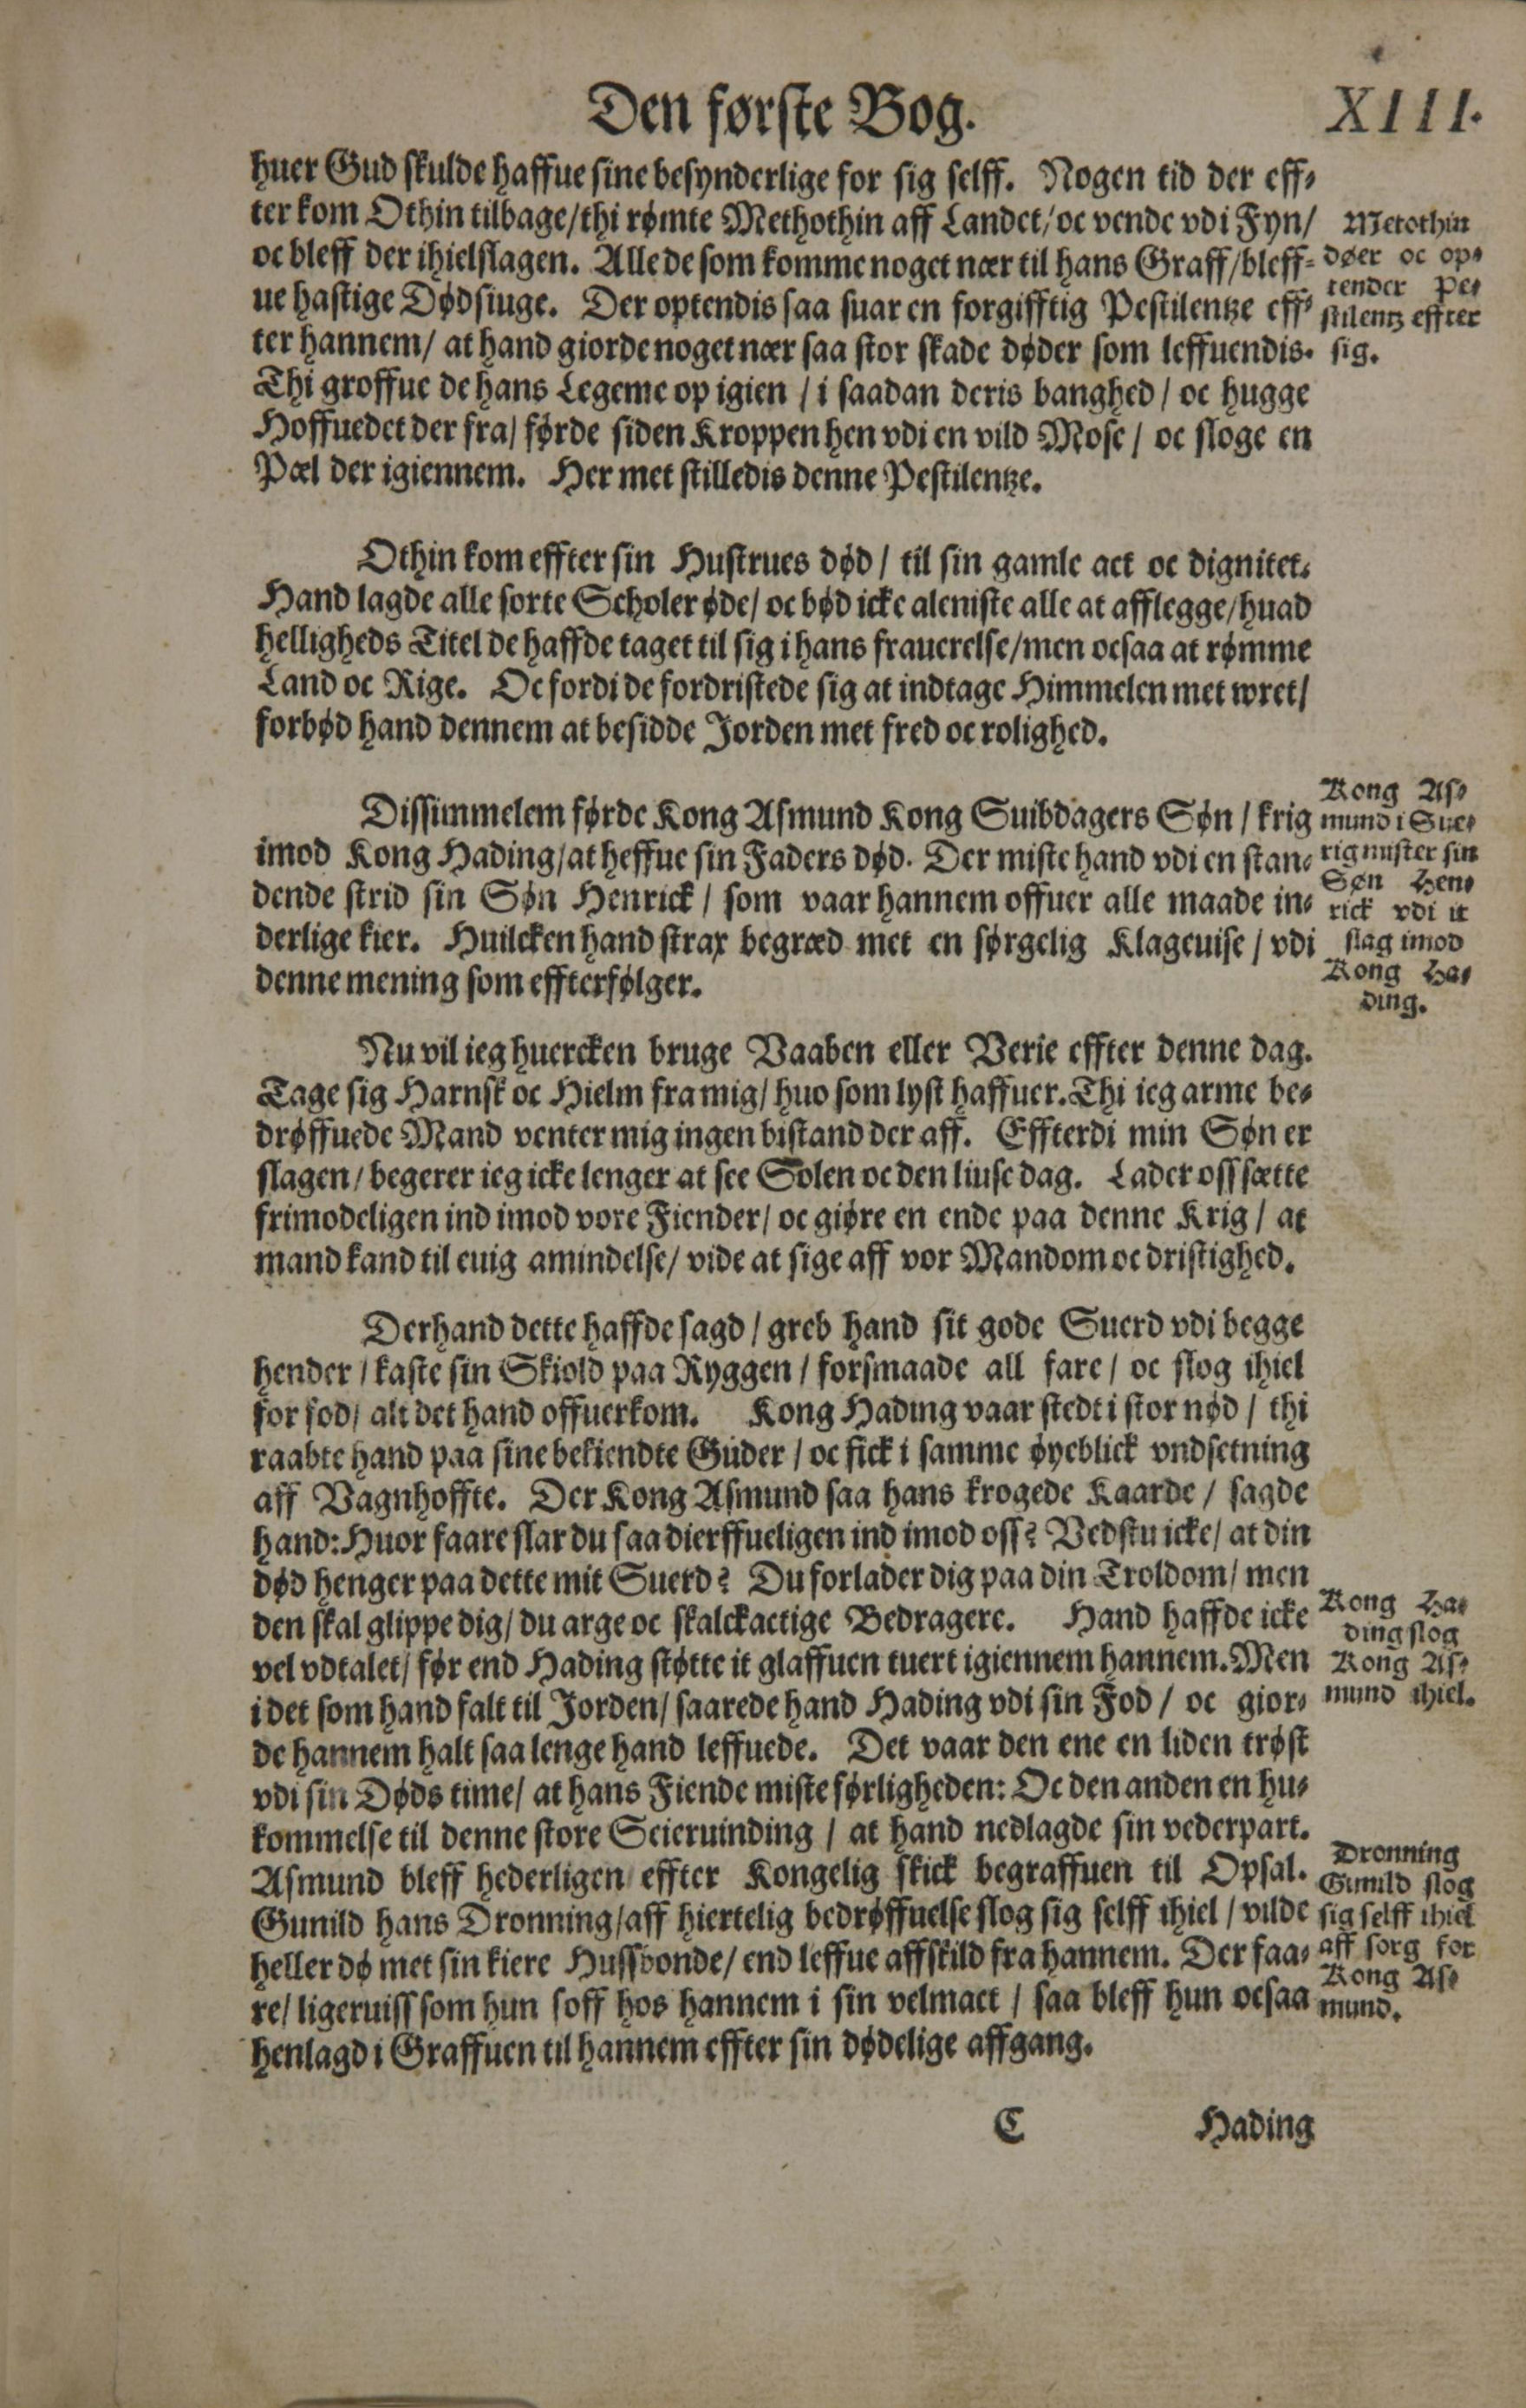 Den første Bog.
XIII.
huer Gud skulde haffue sine besynderlige for sig selff. Nogen tid der eff-
ter kom Othin tilbage/ thi rømte Methothin aff Landet/ oc vende vdi Fyn/
oc bleff der ihielslagen. Alle de som komme noget nær til hans Graff/ bleff-
ue hastige Dødsiuge. Der optendis saa suar en forgifftig Pestilentze eff-
ter hannem/ at hand giorde noget nær saa stor skade døder som leffuendis.
Thi groffue de hans Legeme op igien / i saadan deris banghed / oc hugge
Hoffuedet der fra/ førde siden Kroppen hen vdi en vild Mose / oc sloge en
Pæl der igiennem. Her met stilledis denne Pestilentze.
Metothin
døer oc op-
tender Pe-
stilentz effter
sig.
Othin kom effter sin Hustrues død / til sin gamle act oc dignitet.
Hand lagde alle sorte Scholer øde/ oc bød icke aleniste alle at afflegge/ huad
helligheds Titel de haffde taget til sig i hans frauerelse/ men ocsaa at rømme
Land oc Rige. Oc fordi de fordristede sig at indtage Himmelen met wret/
forbød hand dennem at besidde Jorden met fred oc rolighed.
Dissimmelem førde Kong Asmund Kong Suibdagers Søn / krig
imod Kong Hading/ at heffue sin Faders død. Der miste hand vdi en stan-
dende strid sin Søn Henrick / som vaar hannem offuer alle maade in-
derlige kier. Huilcken hand strax begræd met en sørgelig Klageuise / vdi
denne mening som effterfølger.
Kong As-
mund i Sue-
rig mister sin
Søn Hen-
rick vdi it
slag imod
Kong Ha-
ding.
Nu vil ieg huercken bruge Vaaben eller Verie effter denne dag.
Tage sig Harnsk oc Hielm fra mig/ huo som lyst haffuer. Thi ieg arme be-
drøffuede Mand venter mig ingen bistand der aff. Effterdi min Søn er
slagen / begerer ieg icke lenger at see Solen oc den liuse dag. Lader oss sætte
frimodeligen ind imod vore Fiender/ oc giøre en ende paa denne Krig / at
mand kand til euig amindelse/ vide at sige aff vor Mandom oc dristighed.
Der hand dette haffde sagd / greb hand sit gode Suerd vdi begge
hender / kaste sin Skiold paa Ryggen / forsmaade all fare / oc slog ihiel
for fod/ alt det hand offuerkom. Kong Hading vaar stedt i stor nød / thi
raabte hand paa sine bekiendte Guder / oc fick i samme øyeblick vndsetning
aff Vagnhoffte. Der Kong Asmund saa hans krogede Kaarde / sagde
hand: Huor faare slar du saa dierffueligen ind imod oss? Vedstu icke/ at din
død henger paa dette mit Suerd? Du forlader dig paa din Troldom/ men
den skal glippe dig/ du arge oc skalckactige Bedragere. Hand haffde icke
vel vdtalet/ før end Hading støtte it glaffuen tuert igiennem hannem. Men
i det som hand falt til Jorden/ saarede hand Hading vdi sin Fod / oc gior-
de hannem halt saa lenge hand leffuede. Det vaar den ene en liden trøst
vdi sin Døds time/ at hans Fiende miste førligheden: Oc den anden en hu-
kommelse til denne store Seieruinding / at hand nedlagde sin vederpart.
Asmund bleff hederligen effter Kongelig skick begraffuen til Opsal.
Gunild hans Dronning/ aff hiertelig bedrøffuelse slog sig selff ihiel / vilde
heller dø met sin kiere Hussbonde/ end leffue affskild fra hannem. Der faa-
re/ ligeruiss som hun soff hos hannem i sin velmact / saa bleff hun ocsaa
henlagd i Graffuen til hannem effter sin dødelige affgang.
Kong Ha-
ding slog
Kong As-
mund ihiel.
Dronning
Gunild slog
sig selff ihiel
aff sorg for
Kong As-
mund.
C
Hading